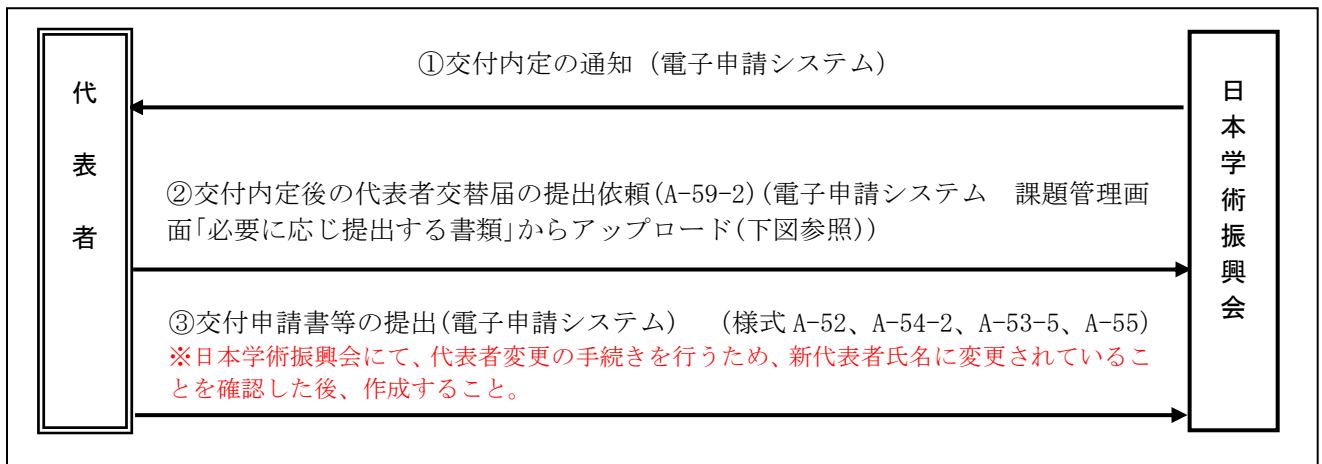 代表者
①交付内定の通知（電子申請システム）
②交付内定後の代表者交替届の提出依頼(A-59-2)(電子申請システム　課題管理画
面｢必要に応じ提出する書類｣からアップロード(下図参照))
③交付申請書等の提出(電子申請システム)　(様式 A-52、A-54-2、A-53-5、A-55)
※日本学術振興会にて、代表者変更の手続きを行うため、新代表者氏名に変更されているこ
とを確認した後、作成すること。
日本学術振興会